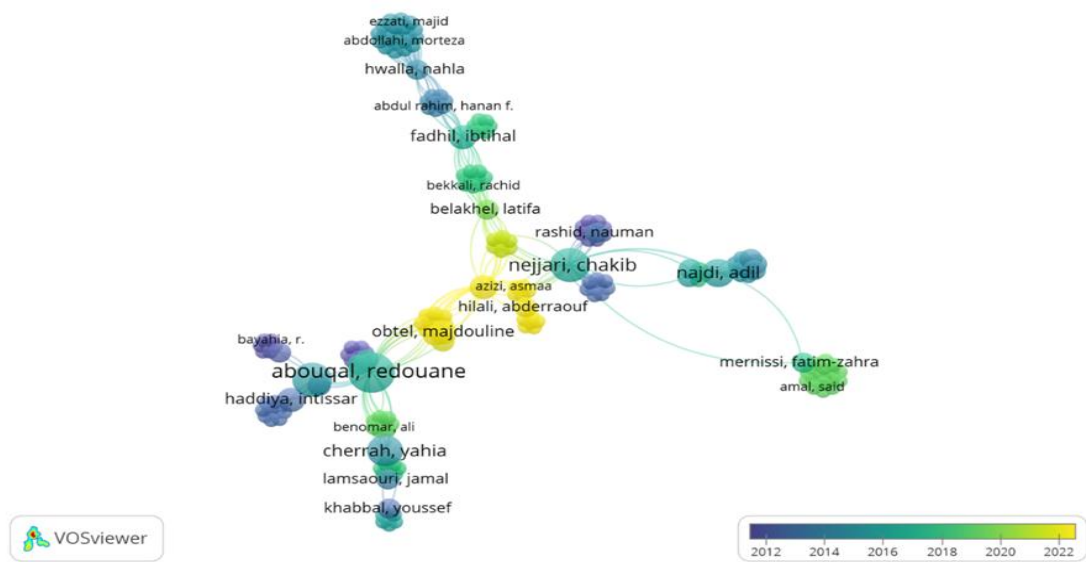 ezzati, majid
abdollahi, morteza
hwalla, nahla
abdul rahim, hanan f.
fadhil, ibtihal
bekkali, rachid
belakhel, latifa
rashid, nauman
nejjari, chakib
najdi, adil
azizi, asmaa
hilali, abderraouf
obtel, majdouline
bayahia, r.
mernissi, fatim-zahra
abouqal, redouane
amal, said
haddiya, intissar
benomar, ali
cherrah, yahia
lamsaouri, jamal
khabbal, youssef
VOSviewer
2012 2014 2016 2018 2020 2022